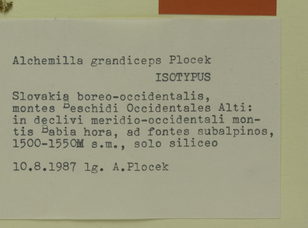 Alchemilla grandiceps Plocek
ISOTYPUS
Slovakia boreo-occidentalis,
montes Beschidi Occidentales Alti:
in declivi meridio-occidentali mon-
tis Babia hora, ad fontes subalpinos,
1500-1550M s.m., solo siliceo
10.8.1987 lg. A.Plocek